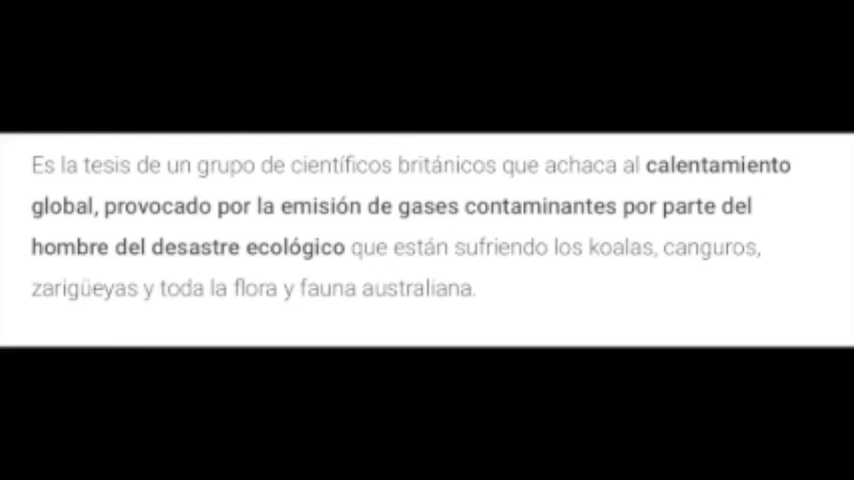 Es la tesis de un grupo de científicos británicos que achaca al calentamiento
global, provocado por la emisión de gases contaminantes por parte del
hombre del desastre ecológico que están sufriendo los koalas, canguros,
zarigüeyas y toda la flora y fauna australiana.